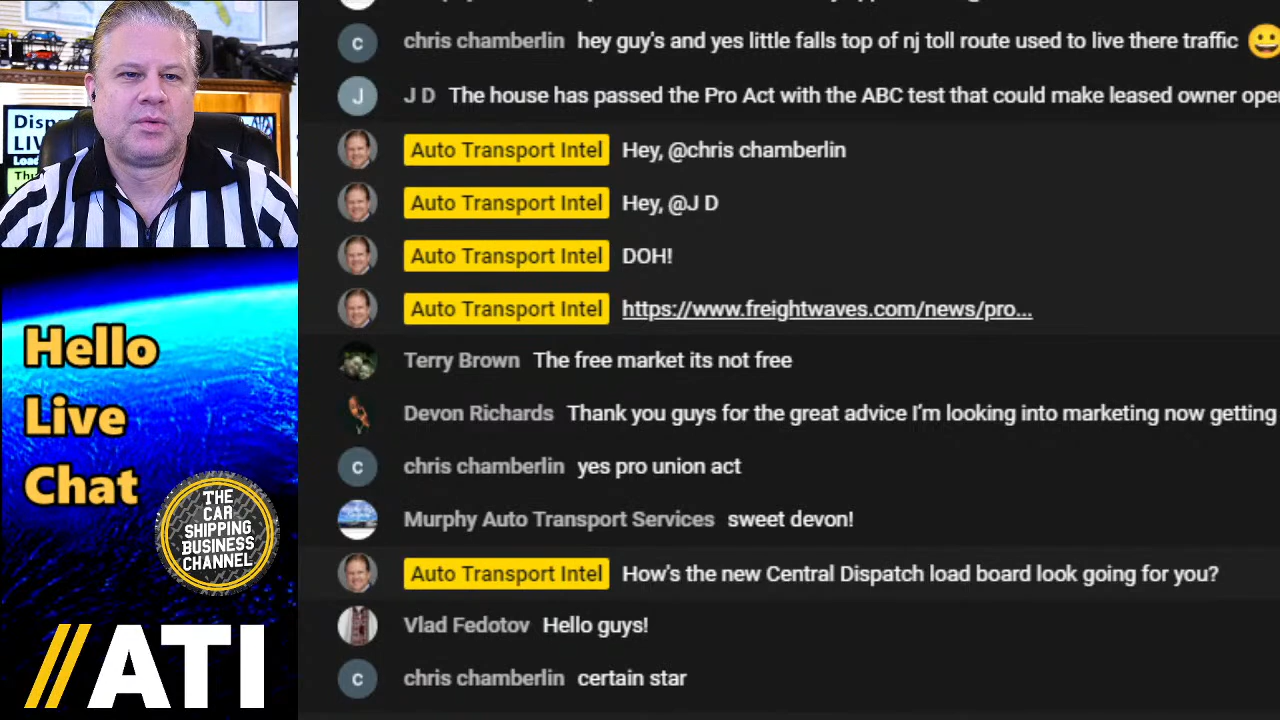 Disp
LIV
Load
Thu
Hello
Live
Chat
THE
CAR
SHIPPING
BUSINESS
CHANNEL
//ATI
c chris chamberlin hey guy's and yes little falls top of nj toll route used to live there traffic 😀
J J D The house has passed the Pro Act with the ABC test that could make leased owner ope
Auto Transport Intel Hey, @chris chamberlin
Auto Transport Intel Hey, @J D
Auto Transport Intel DOH!
Auto Transport Intel https://www.freightwaves.com/news/pro...
Terry Brown The free market its not free
Devon Richards Thank you guys for the great advice I'm looking into marketing now getting
c chris chamberlin yes pro union act
Murphy Auto Transport Services sweet devon!
Auto Transport Intel How's the new Central Dispatch load board look going for you?
Vlad Fedotov Hello guys!
c chris chamberlin certain star